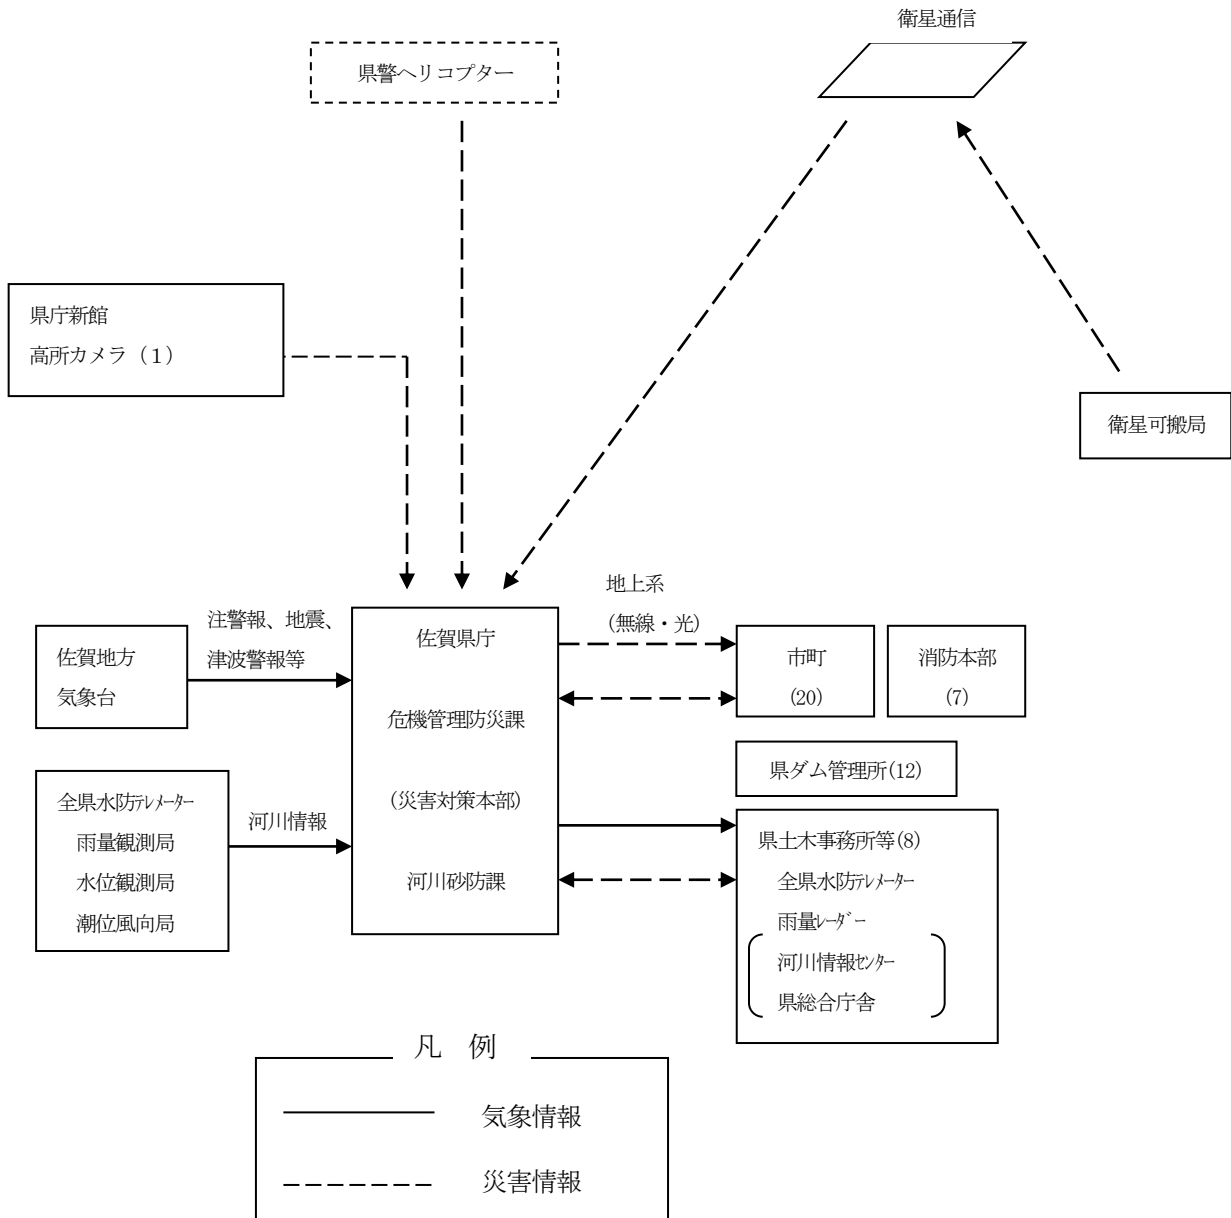 衛星通信
県警ヘリコプター
県庁新館
高所カメラ（１）
衛星可搬局
地上系
(無線・光)
注警報、地震、
津波警報等
佐賀地方
気象台
佐賀県庁
危機管理防災課
(災害対策本部)
河川砂防課
市町
(20)
消防本部
(7)
県ダム管理所(12)
全県水防ﾃﾚﾒｰﾀｰ
雨量観測局
水位観測局
潮位風向局
河川情報
県土木事務所等(8)
全県水防ﾃﾚﾒｰﾀｰ
雨量ﾚｰﾀﾞｰ
河川情報ｾﾝﾀｰ
県総合庁舎
凡　例
気象情報
災害情報